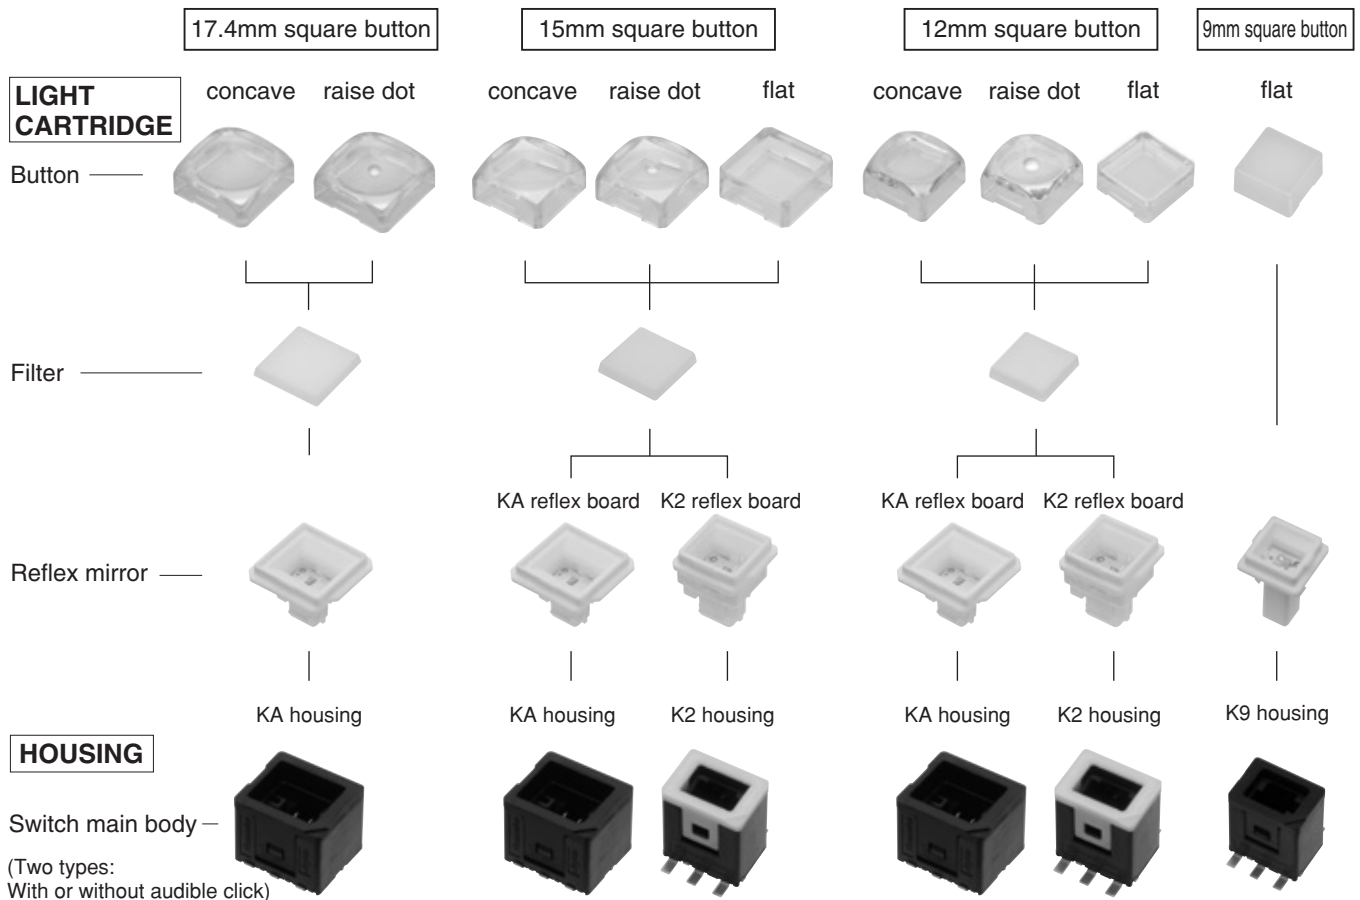 17.4mm square button
15mm square button
12mm square button
9mm square button
LIGHT
CARTRIDGE
concave
raise dot
concave
raise dot
flat
concave
raise dot
flat
flat
Button
Filter
KA reflex board
K2 reflex board
KA reflex board
K2 reflex board
Reflex mirror
KA housing
KA housing
K2 housing
KA housing
K2 housing
K9 housing
HOUSING
Switch main body
(Two types:
With or without audible click)